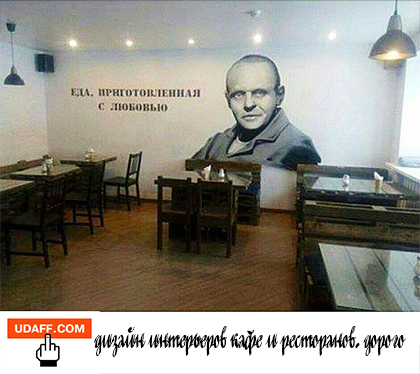 ЕДА, ПРИГОТОВЛЕННАЯ
С ЛЮБОВЬЮ
UDAFF.COM
дизайн интерьеров кафе и ресторанов. дорого